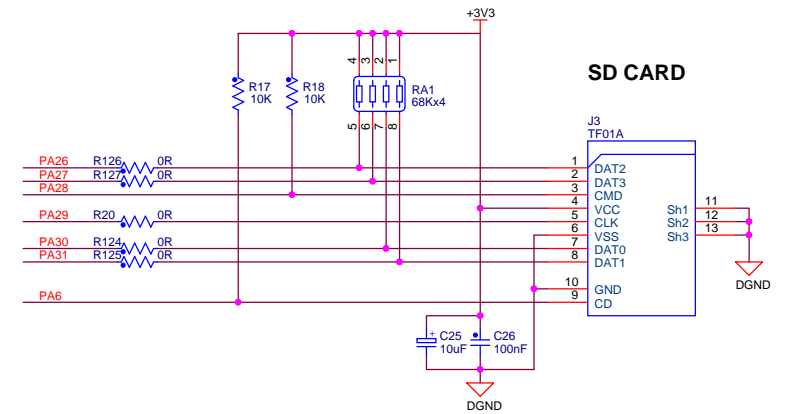 +3V3
SD CARD
4 3 2 1
R17
10K
R18
10K
RA1
68Kx4
5 6 7 8
J3
TF01A
PA26 R126 0R 1 DAT2
PA27 R127 0R 2 DAT3
PA28 3 CMD
4 VCC Sh1 11
PA29 R20 0R 5 CLK Sh2 12
6 VSS Sh3 13
PA30 R124 0R 7 DAT0
PA31 R125 0R 8 DAT1
DGND
10 GND
PA6 9 CD
+ C25
10uF
C26
100nF
DGND